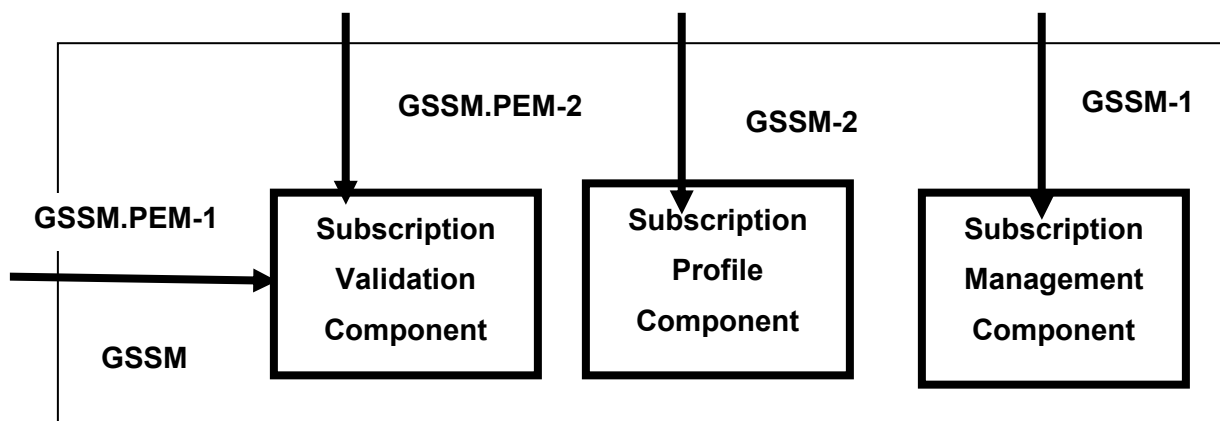 GSSM.PEM-2
GSSM-2
GSSM-1
GSSM.PEM-1
Subscription
Validation
Component
Subscription
Profile
Component
Subscription
Management
Component
GSSM